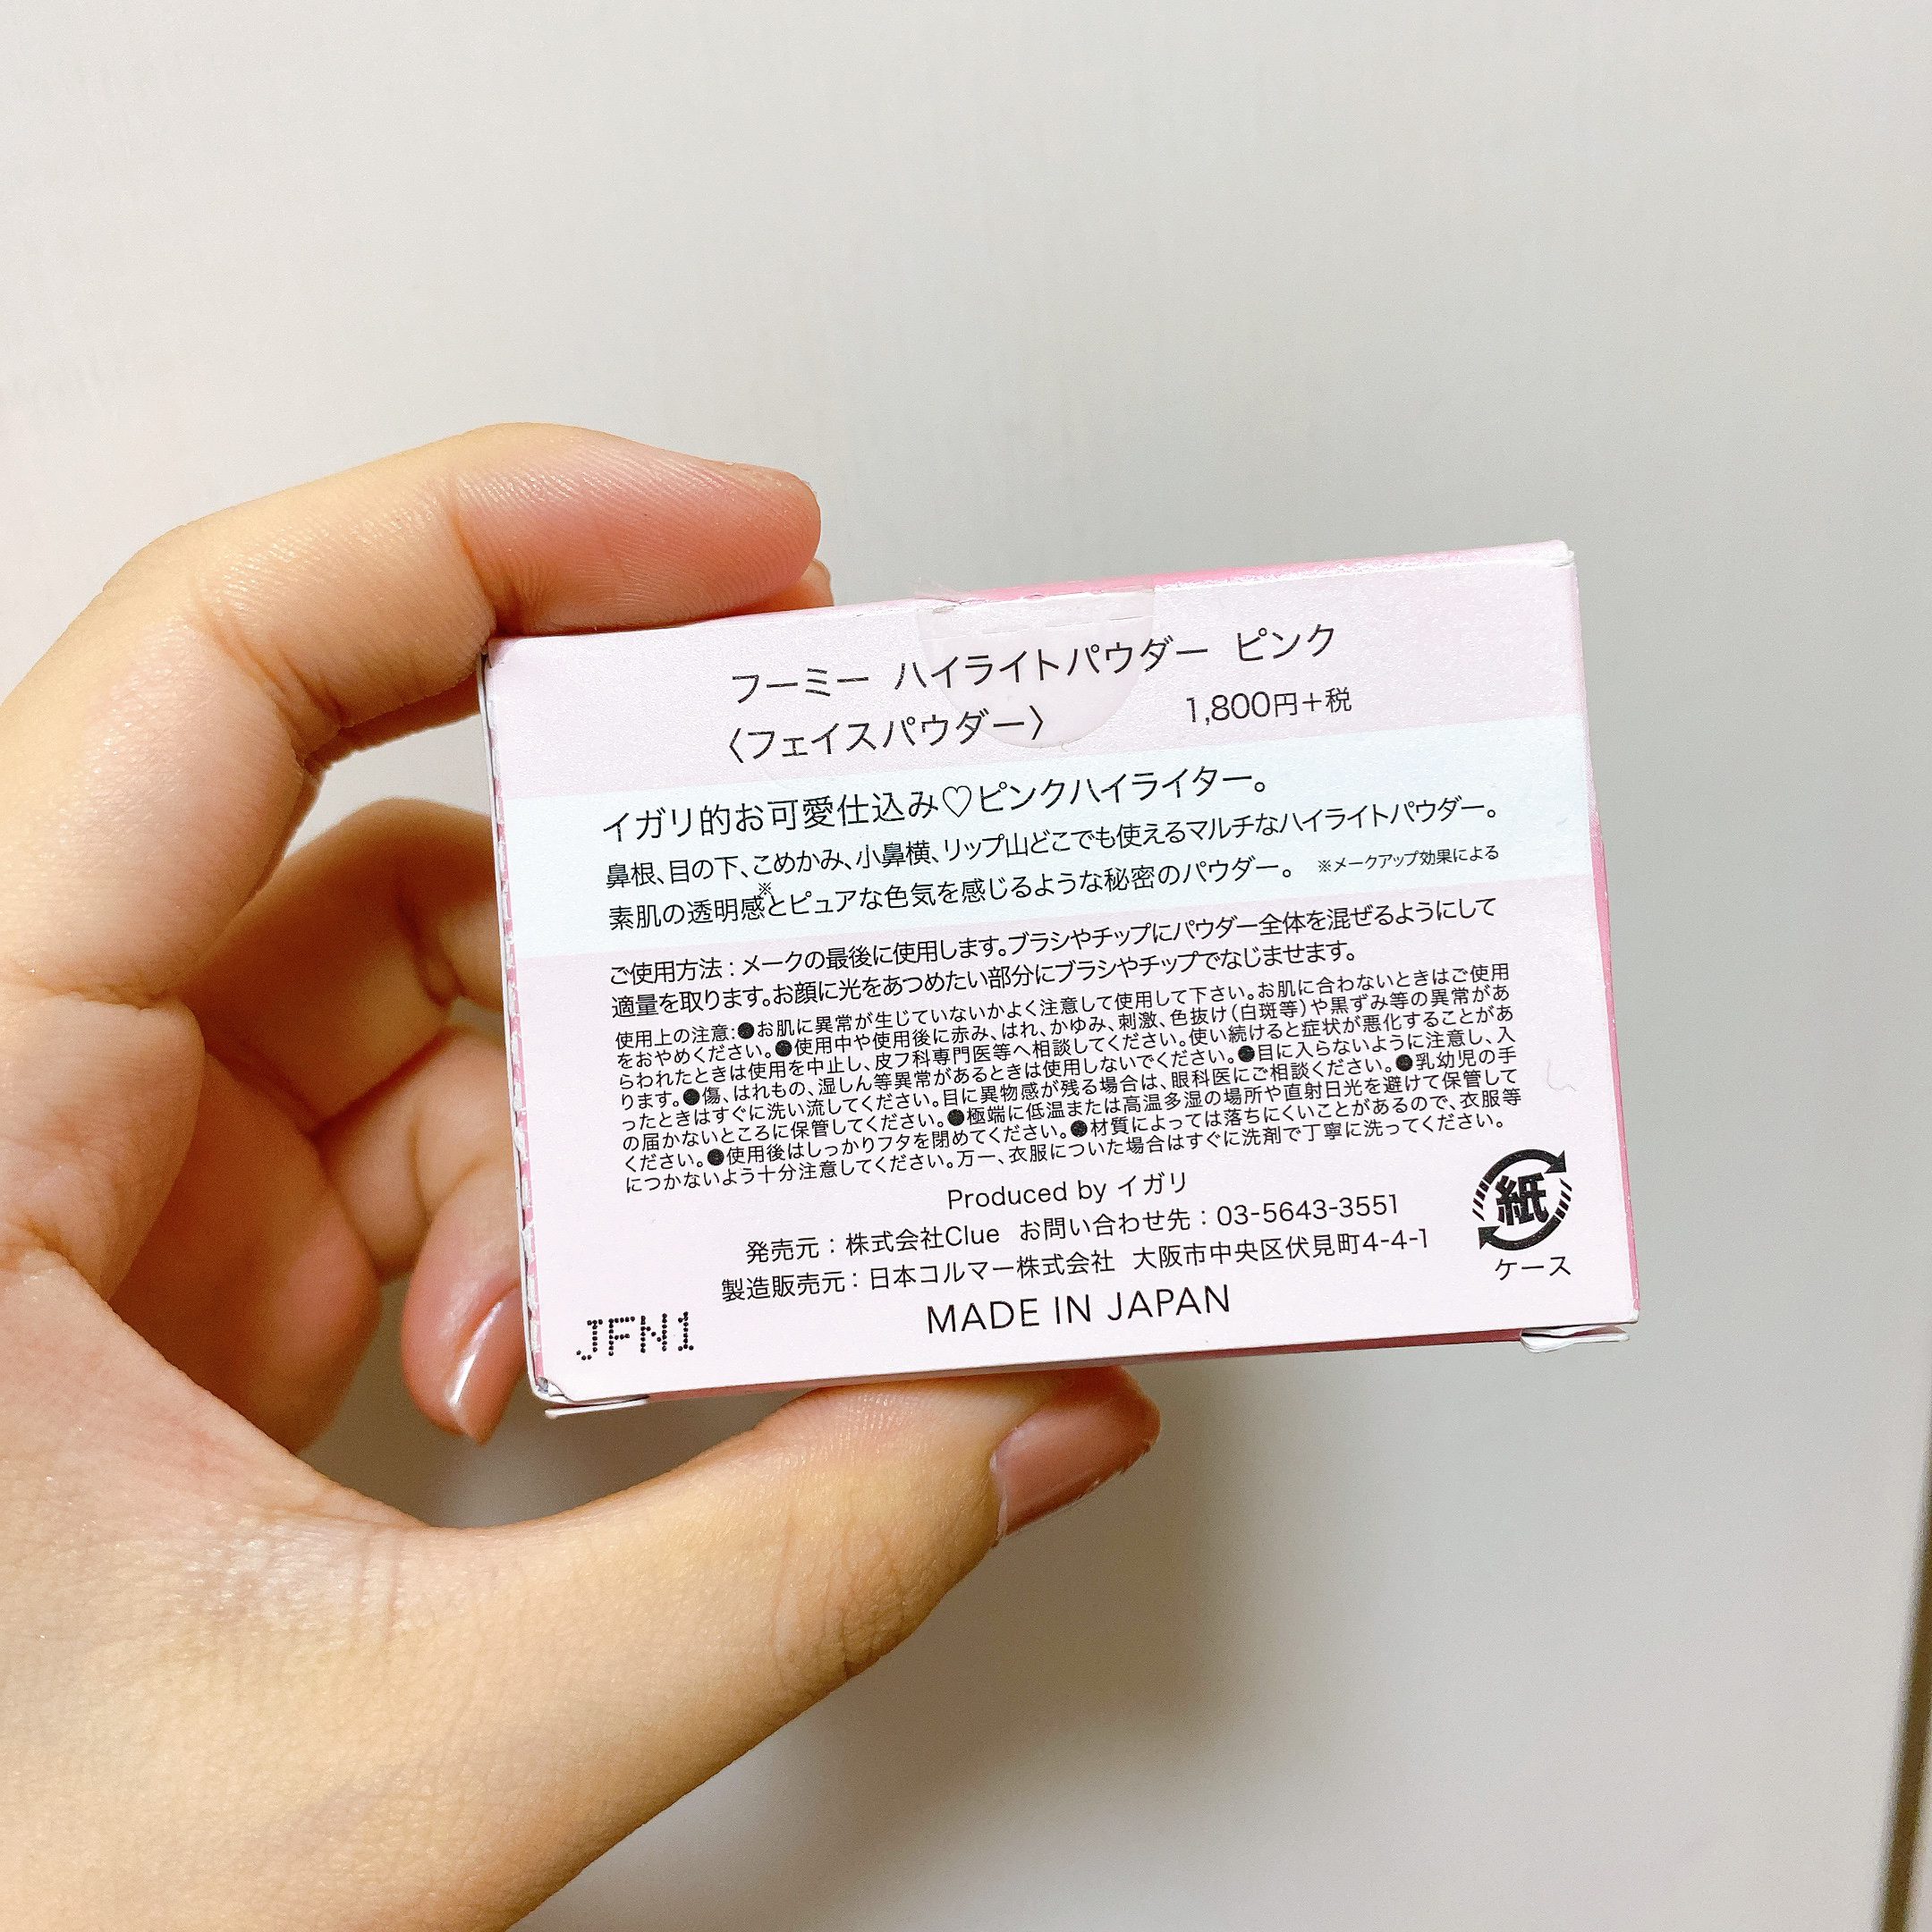 フーミー ハイライトパウダー ピンク
〈フェイスパウダー〉 1,800円+税
イガリ的お可愛仕込み♡ピンクハイライター。
鼻根、目の下、こめかみ、小鼻横、リップ山どこでも使えるマルチなハイライトパウダー。
素肌の透明感※とピュアな色気を感じるような秘密のパウダー。 ※メークアップ効果による
ご使用方法:メークの最後に使用します。ブラシやチップにパウダー全体を混ぜるようにして
適量を取ります。お顔に光をあつめたい部分にブラシやチップでなじませます。
使用上の注意:●お肌に異常が生じていないかよく注意して使用して下さい。お肌に合わないときはご使用
をおやめください。●使用中や使用後に赤み、はれ、かゆみ、刺激、色抜け(白斑等)や黒ずみ等の異常があ
らわれたときは使用を中止し、皮フ科専門医等へ相談してください。使い続けると症状が悪化することがあ
ります。●傷、はれもの、湿しん等異常があるときは使用しないでください。●目に入らないように注意し、入
ったときはすぐに洗い流してください。目に異物感が残る場合は、眼科医にご相談ください。●乳幼児の手
の届かないところに保管してください。●極端に低温または高温多湿の場所や直射日光を避けて保管して
ください。●使用後はしっかりフタを閉めてください。●材質によっては落ちにくいことがあるので、衣服等
につかないよう十分注意してください。万一、衣服についた場合はすぐに洗剤で丁寧に洗ってください。
Produced by イガリ
発売元:株式会社Clue お問い合わせ先:03-5643-3551
製造販売元:日本コルマー株式会社 大阪市中央区伏見町4-4-1
MADE IN JAPAN
JFN1
紙
ケース